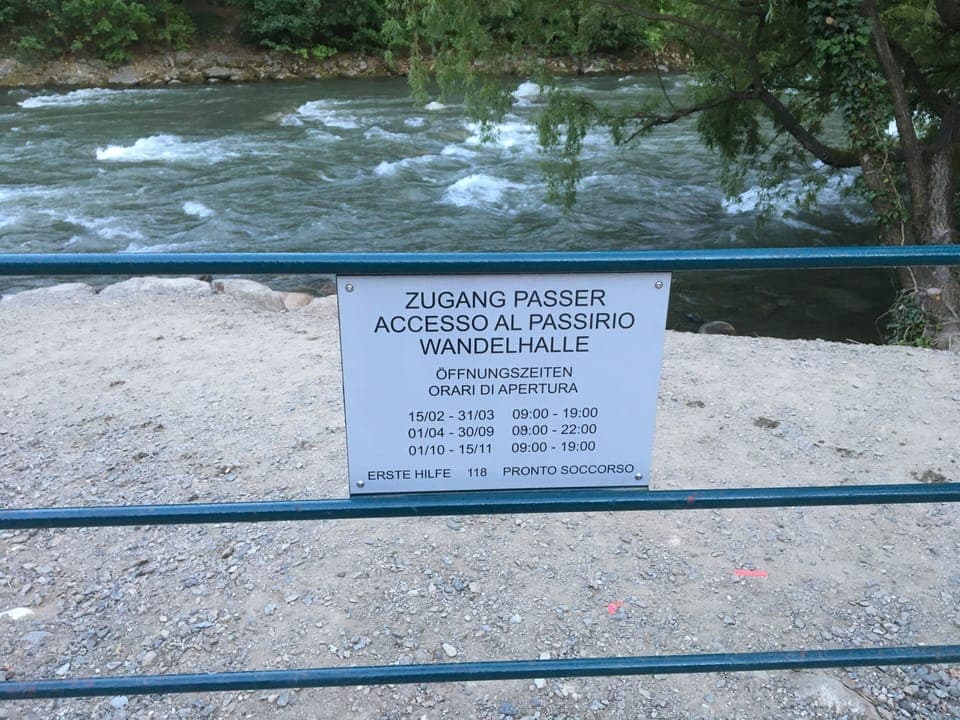 ZUGANG PASSER
ACCESSO AL PASSIRIO
WANDELHALLE
ÖFFNUNGSZEITEN
ORARI DI APERTURA
15/02 - 31/03 09:00 - 19:00
01/04 - 30/09 08:00 - 22:00
01/10 - 15/11 09:00 - 19:00
ERSTE HILFE 118 PRONTO SOCCORSO